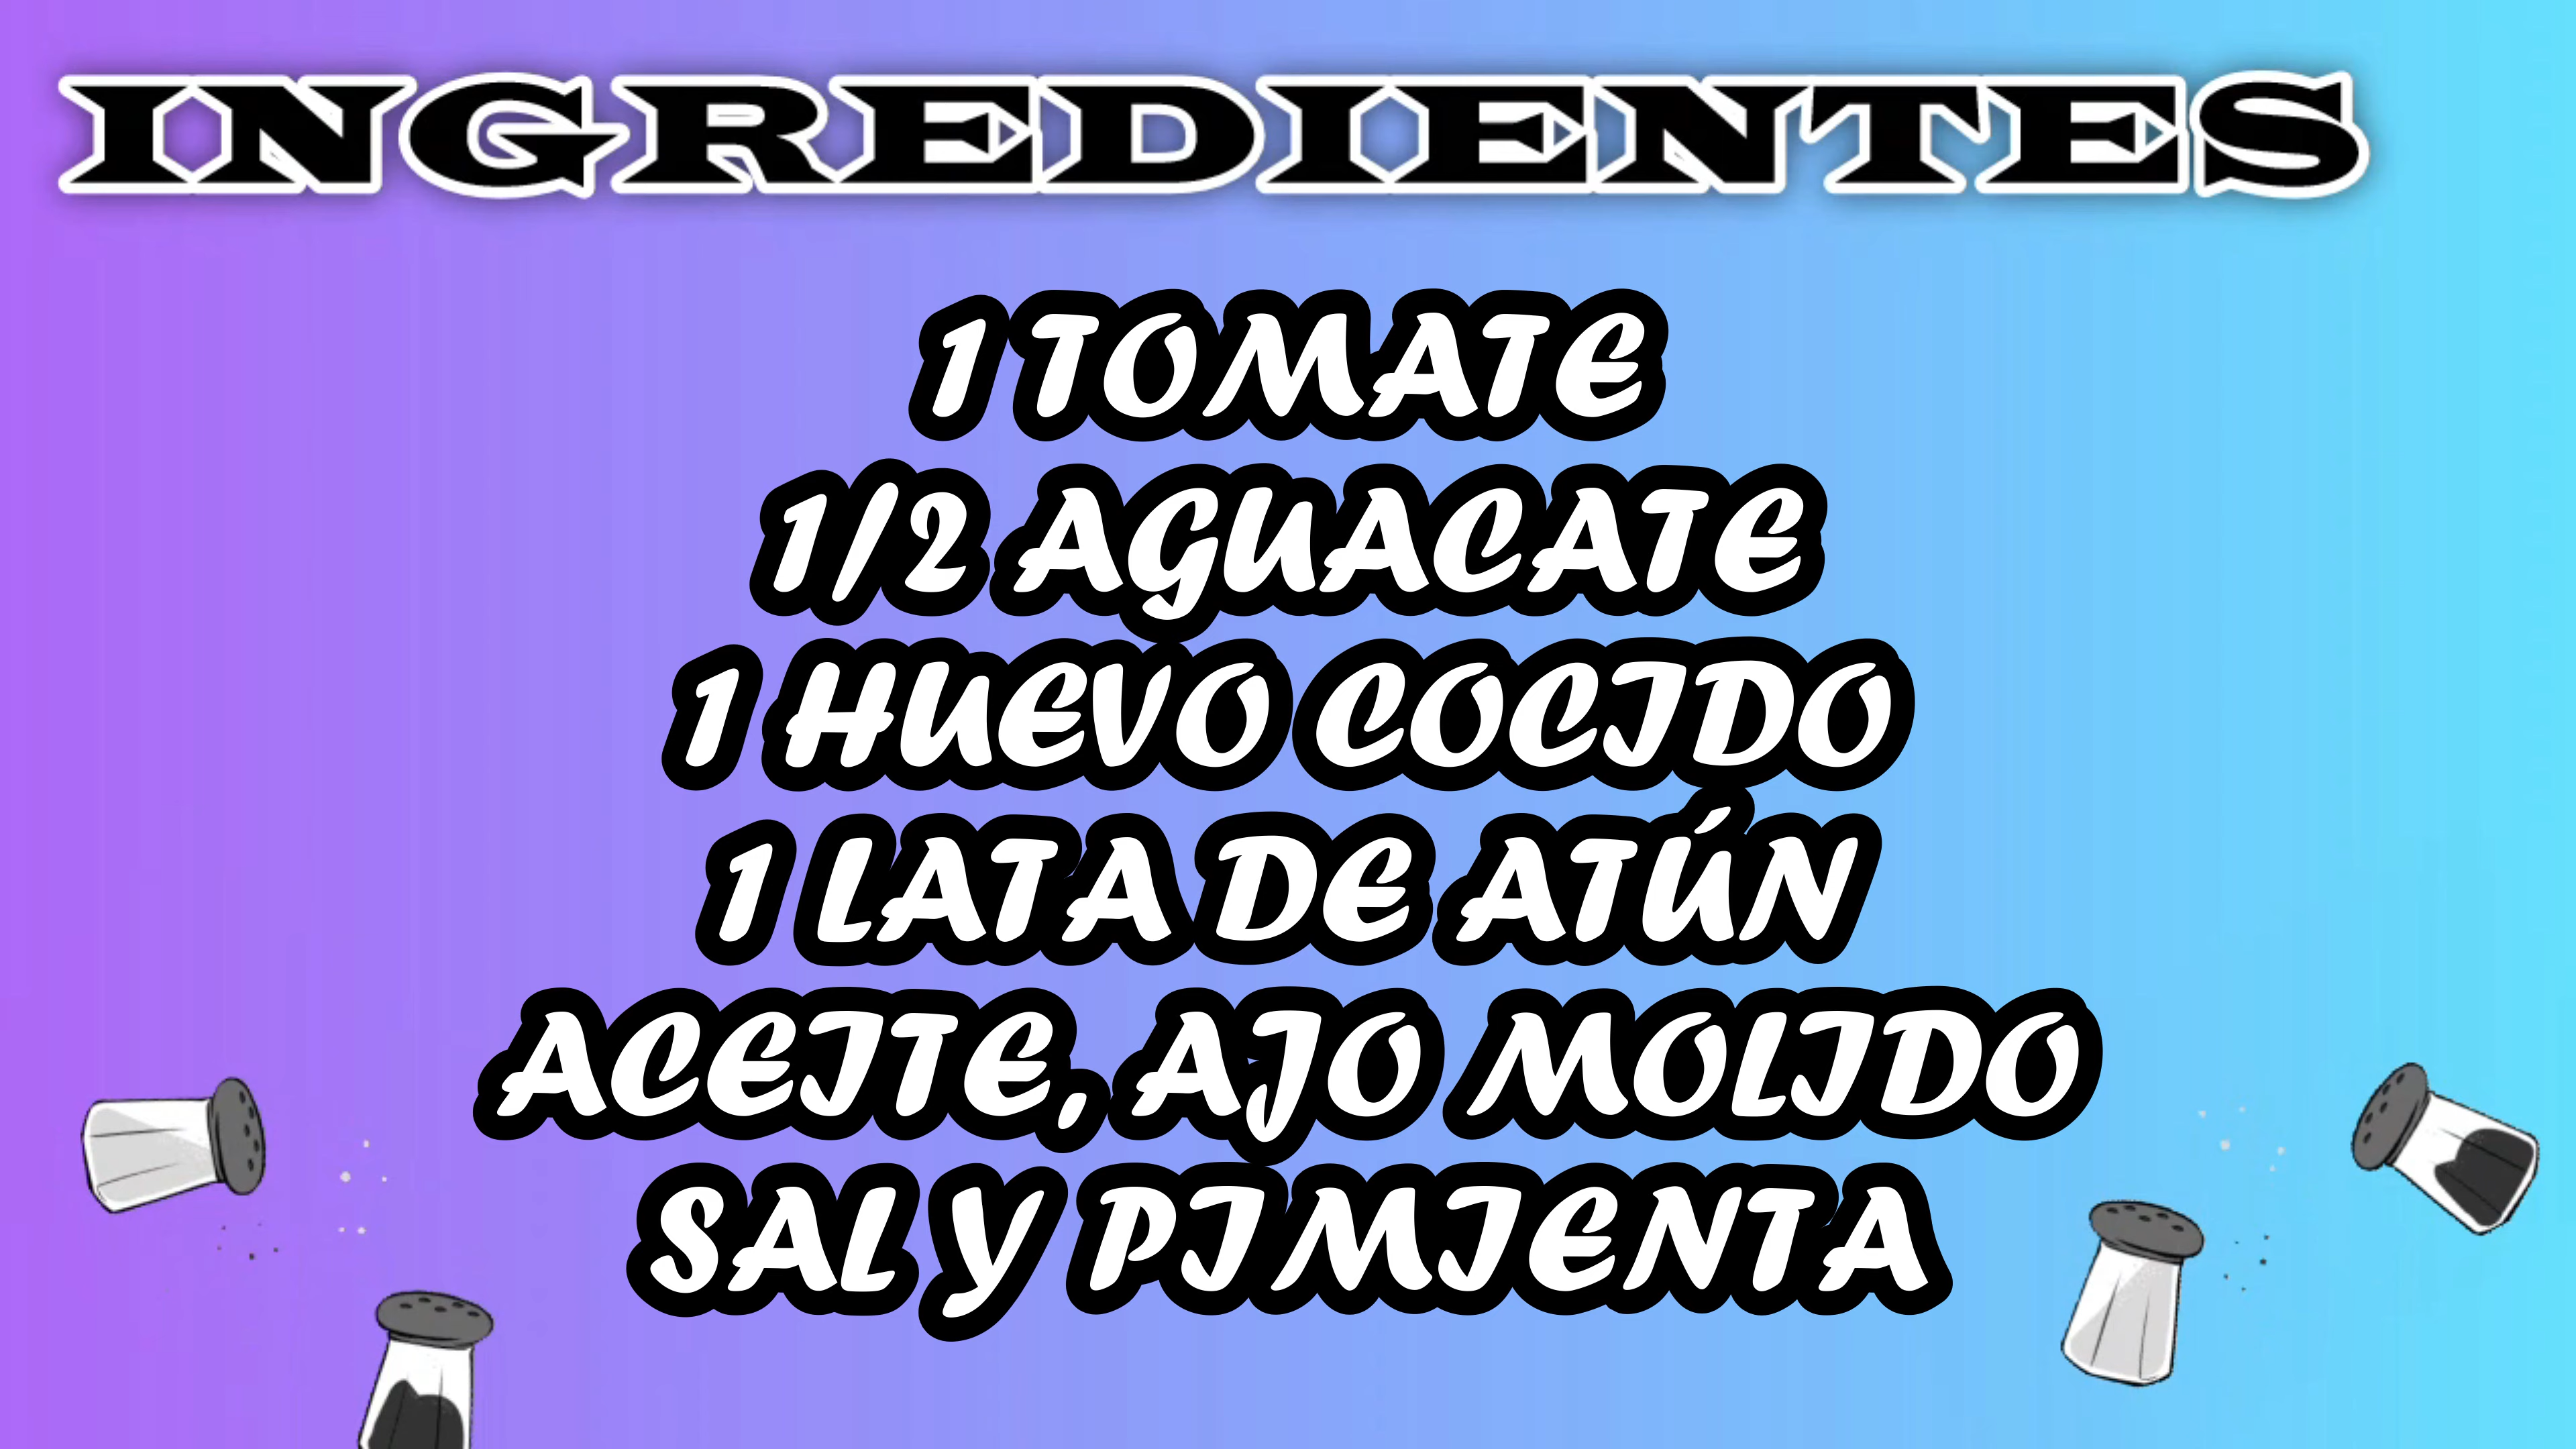 INGREDIENTES
1 TOMATE
1/2 AGUACATE
1 HUEVO COCIDO
1 LATA DE ATÚN
ACEITE, AJO MOLIDO
SAL Y PIMIENTA